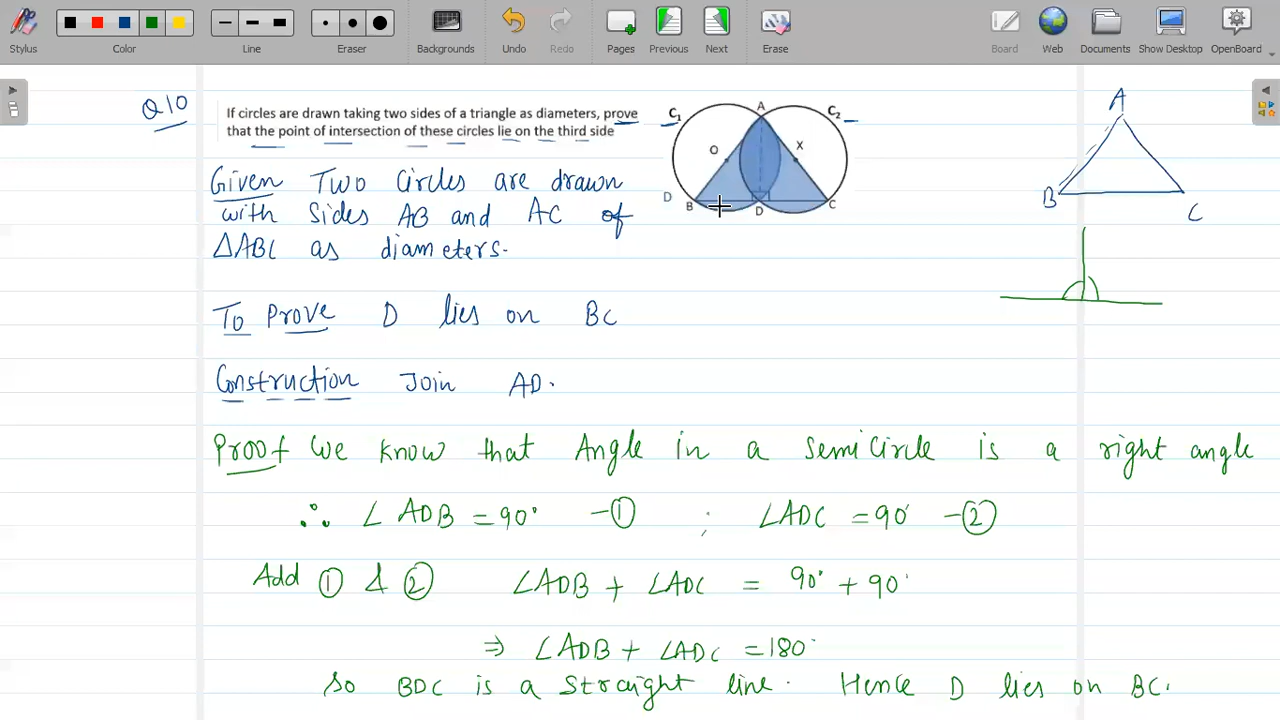 Stylus
Color
Line
Eraser
Backgrounds
Undo
Redo
Pages
Previous
Next
Erase
Board
Web
Documents
Show Desktop
OpenBoard
Q10
If circles are drawn taking two sides of a triangle as diameters, prove
that the point of intersection of these circles lie on the third side
C1
A
C2
O
X
D
B
D
C
A
B
C
Given Two Circles are drawn
with sides AB and AC of
△ABC as diameters.
To Prove D lies on BC
Construction Join AD.
Proof We know that Angle in a Semicircle is a right angle
∴ ∠ADB = 90° -① ; ∠ADC = 90° -②
Add ① & ② ∠ADB + ∠ADC = 90° + 90°
⇒ ∠ADB + ∠ADC = 180°
So BDC is a Straight line. Hence D lies on BC.